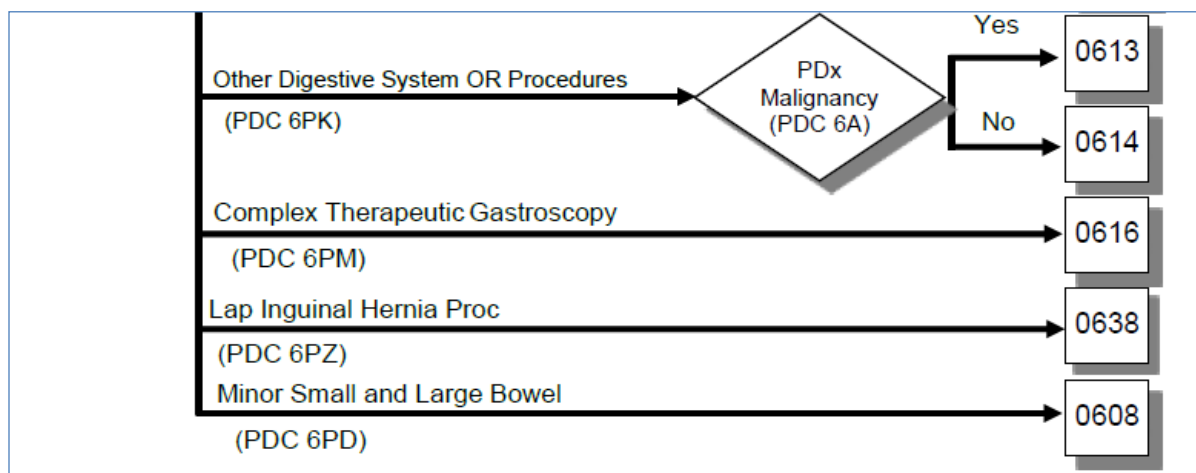 Yes
0613
Other Digestive System OR Procedures
(PDC 6PK)
PDx
Malignancy
(PDC 6A)
No
0614
Complex Therapeutic Gastroscopy
(PDC 6PM)
0616
Lap Inguinal Hernia Proc
(PDC 6PZ)
0638
Minor Small and Large Bowel
(PDC 6PD)
0608